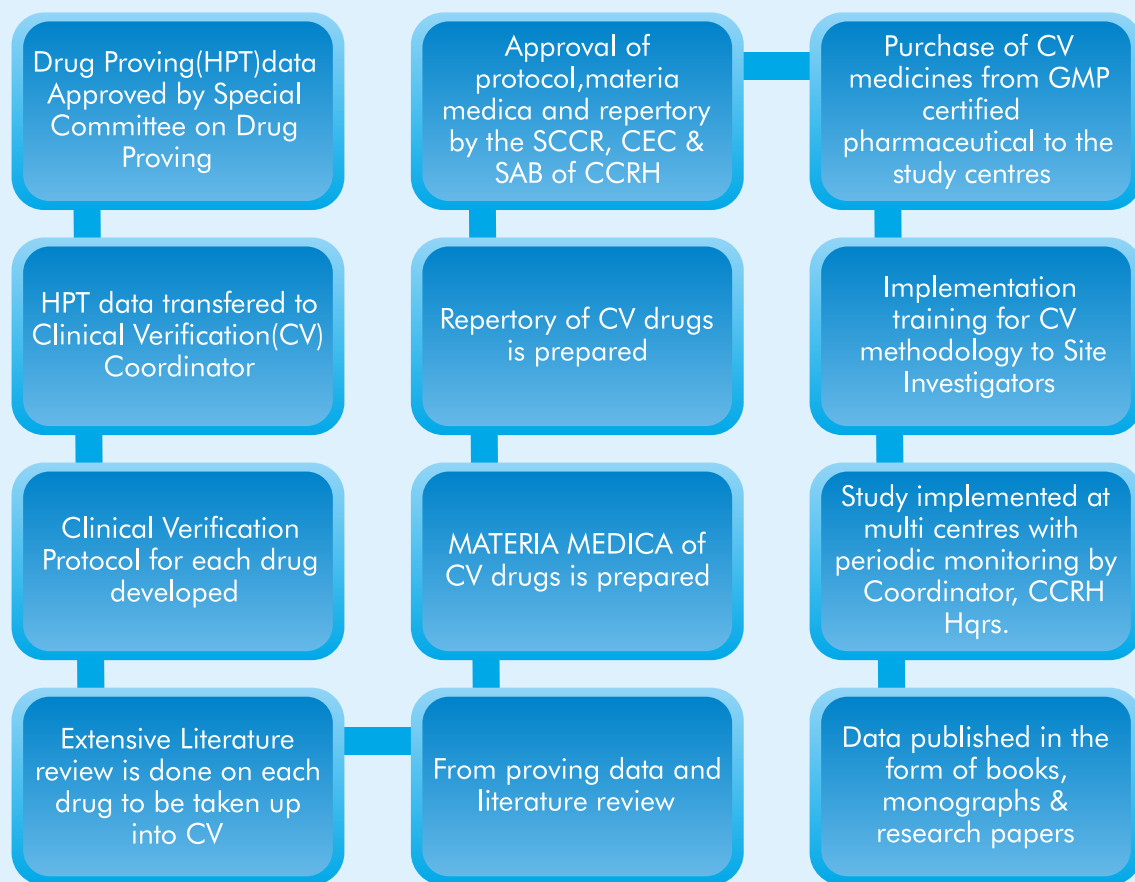 Drug Proving(HPT)data
Approved by Special
Committee on Drug
Proving
HPT data transfered to
Clinical Verification(CV)
Coordinator
Clinical Verification
Protocol for each drug
developed
Extensive Literature
review is done on each
drug to be taken up
into CV
From proving data and
literature review
MATERIA MEDICA of
CV drugs is prepared
Repertory of CV drugs
is prepared
Approval of
protocol,materia
medica and repertory
by the SCCR, CEC &
SAB of CCRH
Purchase of CV
medicines from GMP
certified
pharmaceutical to the
study centres
Implementation
training for CV
methodology to Site
Investigators
Study implemented at
multi centres with
periodic monitoring by
Coordinator, CCRH
Hqrs.
Data published in the
form of books,
monographs &
research papers